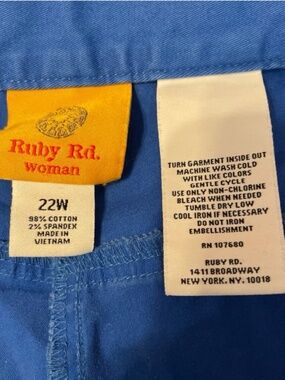 Ruby Rd.
woman
22W
98% COTTON
2% SPANDEX
MADE IN
VIETNAM
TURN GARMENT INSIDE OUT
MACHINE WASH COLD
WITH LIKE COLORS
GENTLE CYCLE
USE ONLY NON-CHLORINE
BLEACH WHEN NEEDED
TUMBLE DRY LOW
COOL IRON IF NECESSARY
DO NOT IRON
EMBELLISHMENT
RN 107680
RUBY RD.
1411 BROADWAY
NEW YORK, NY. 10018